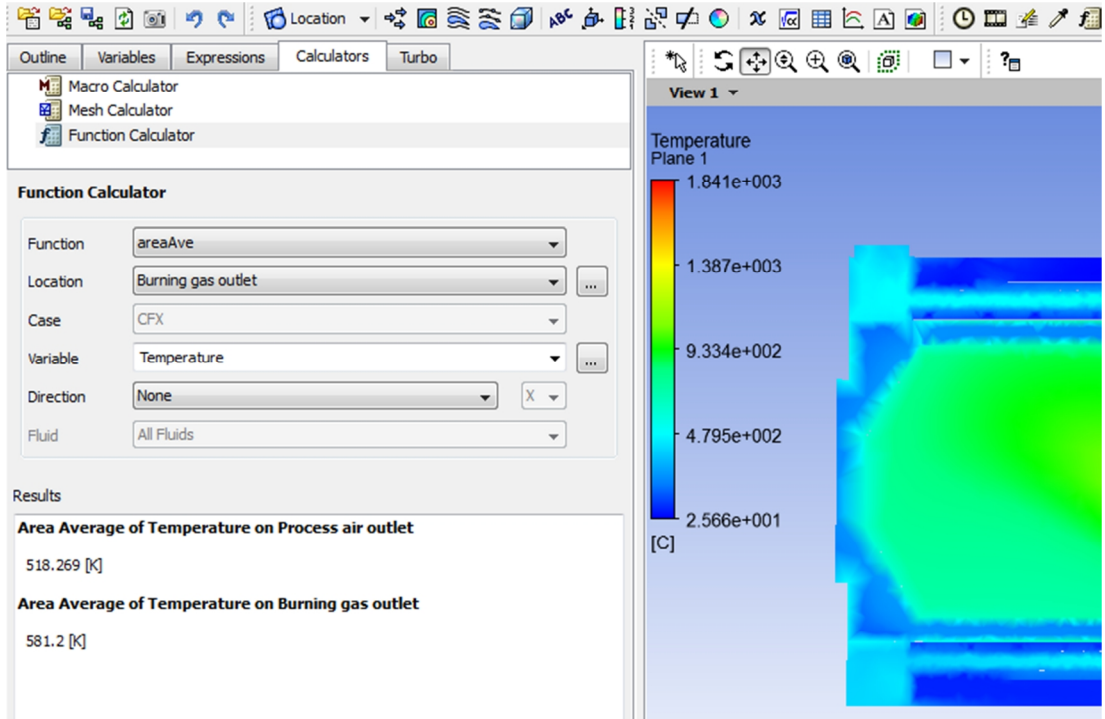 Location
Outline Variables Expressions Calculators Turbo
Macro Calculator
Mesh Calculator
Function Calculator
Function Calculator
Function areaAve
Location Burning gas outlet ...
Case CFX
Variable Temperature ...
Direction None X
Fluid All Fluids
Results
Area Average of Temperature on Process air outlet
518.269 [K]
Area Average of Temperature on Burning gas outlet
581.2 [K]
View 1
Temperature
Plane 1
1.841e+003
1.387e+003
9.334e+002
4.795e+002
2.566e+001
[C]